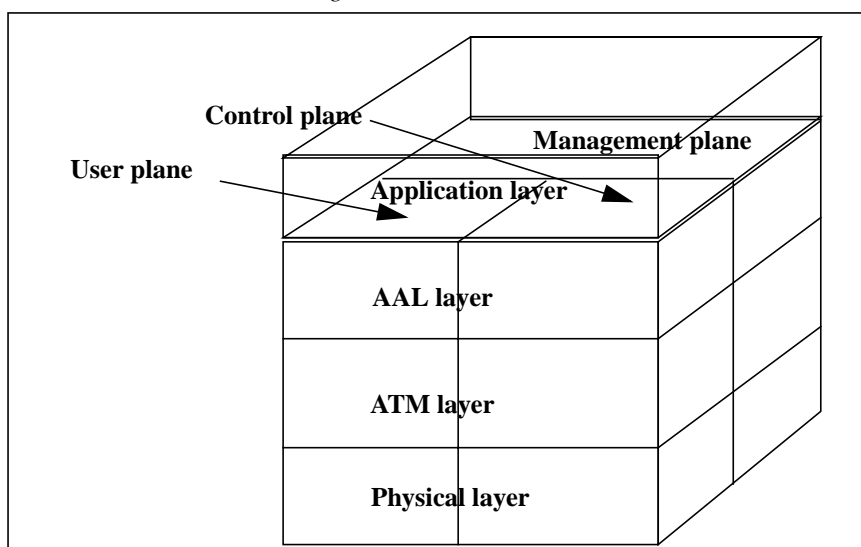 Control plane
Management plane
User plane
Application layer
AAL layer
ATM layer
Physical layer